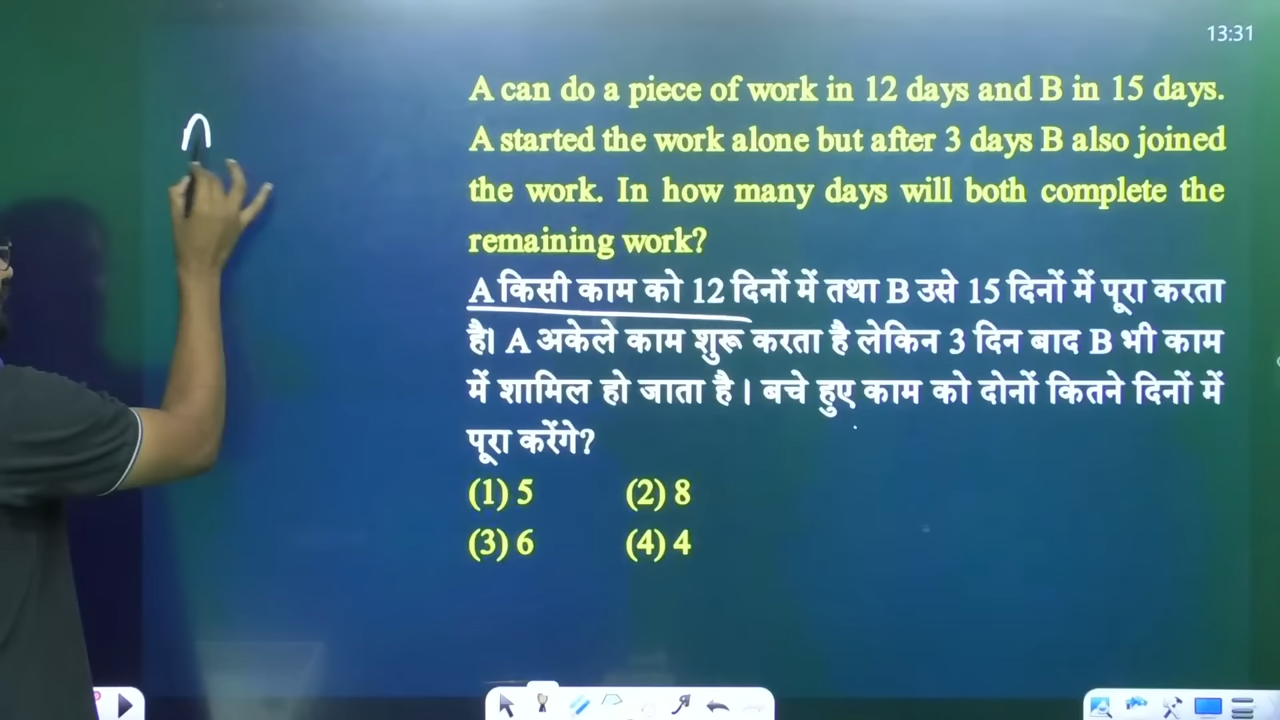 13:31
A can do a piece of work in 12 days and B in 15 days.
A started the work alone but after 3 days B also joined
the work. In how many days will both complete the
remaining work?
A किसी काम को 12 दिनों में तथा B उसे 15 दिनों में पूरा करता
है। A अकेले काम शुरू करता है लेकिन 3 दिन बाद B भी काम
में शामिल हो जाता है। बचे हुए काम को दोनों कितने दिनों में
पूरा करेंगे?
(1) 5 (2) 8
(3) 6 (4) 4